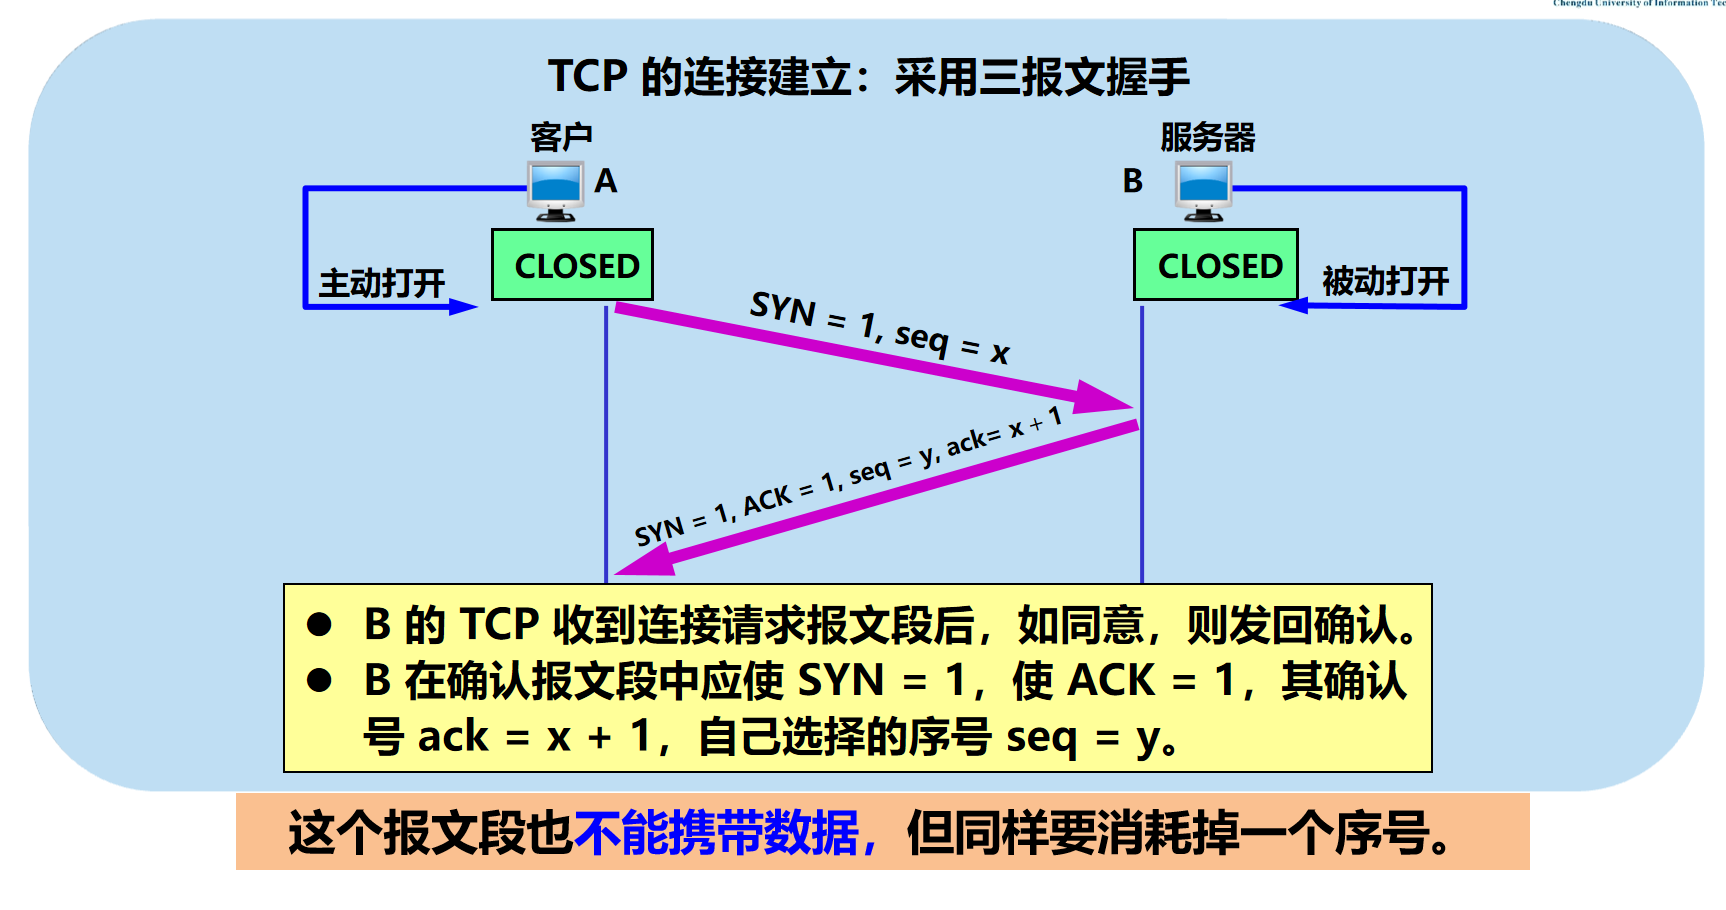 Chengdu University of Information Tec
TCP 的连接建立：采用三报文握手
客户
服务器
A
B
CLOSED
CLOSED
主动打开
被动打开
SYN = 1, seq = x
SYN = 1, ACK = 1, seq = y, ack= x + 1
● B 的 TCP 收到连接请求报文段后，如同意，则发回确认。
● B 在确认报文段中应使 SYN = 1，使 ACK = 1，其确认
号 ack = x + 1，自己选择的序号 seq = y。
这个报文段也不能携带数据，但同样要消耗掉一个序号。